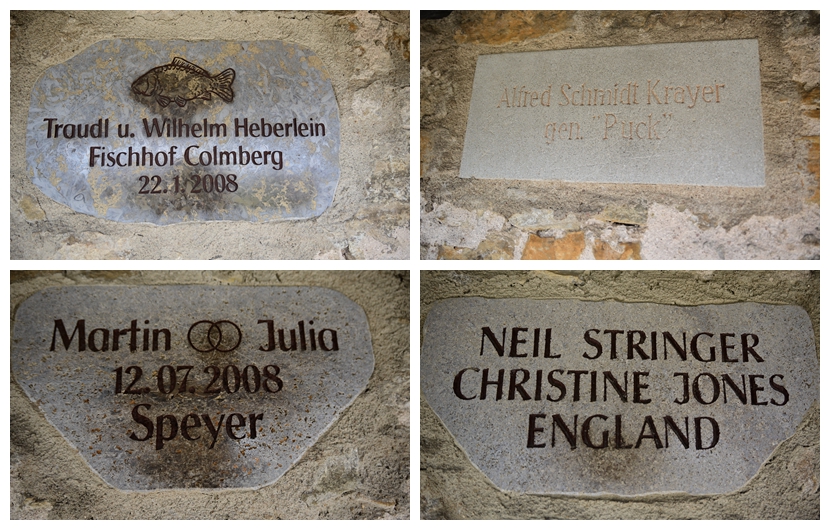 Traudl u. Wilhelm Heberlein
Fischhof Colmberg
22.1.2008
Alfred Schmidt Krayer
gen. "Puck"
Martin Julia
12.07.2008
Speyer
NEIL STRINGER
CHRISTINE JONES
ENGLAND